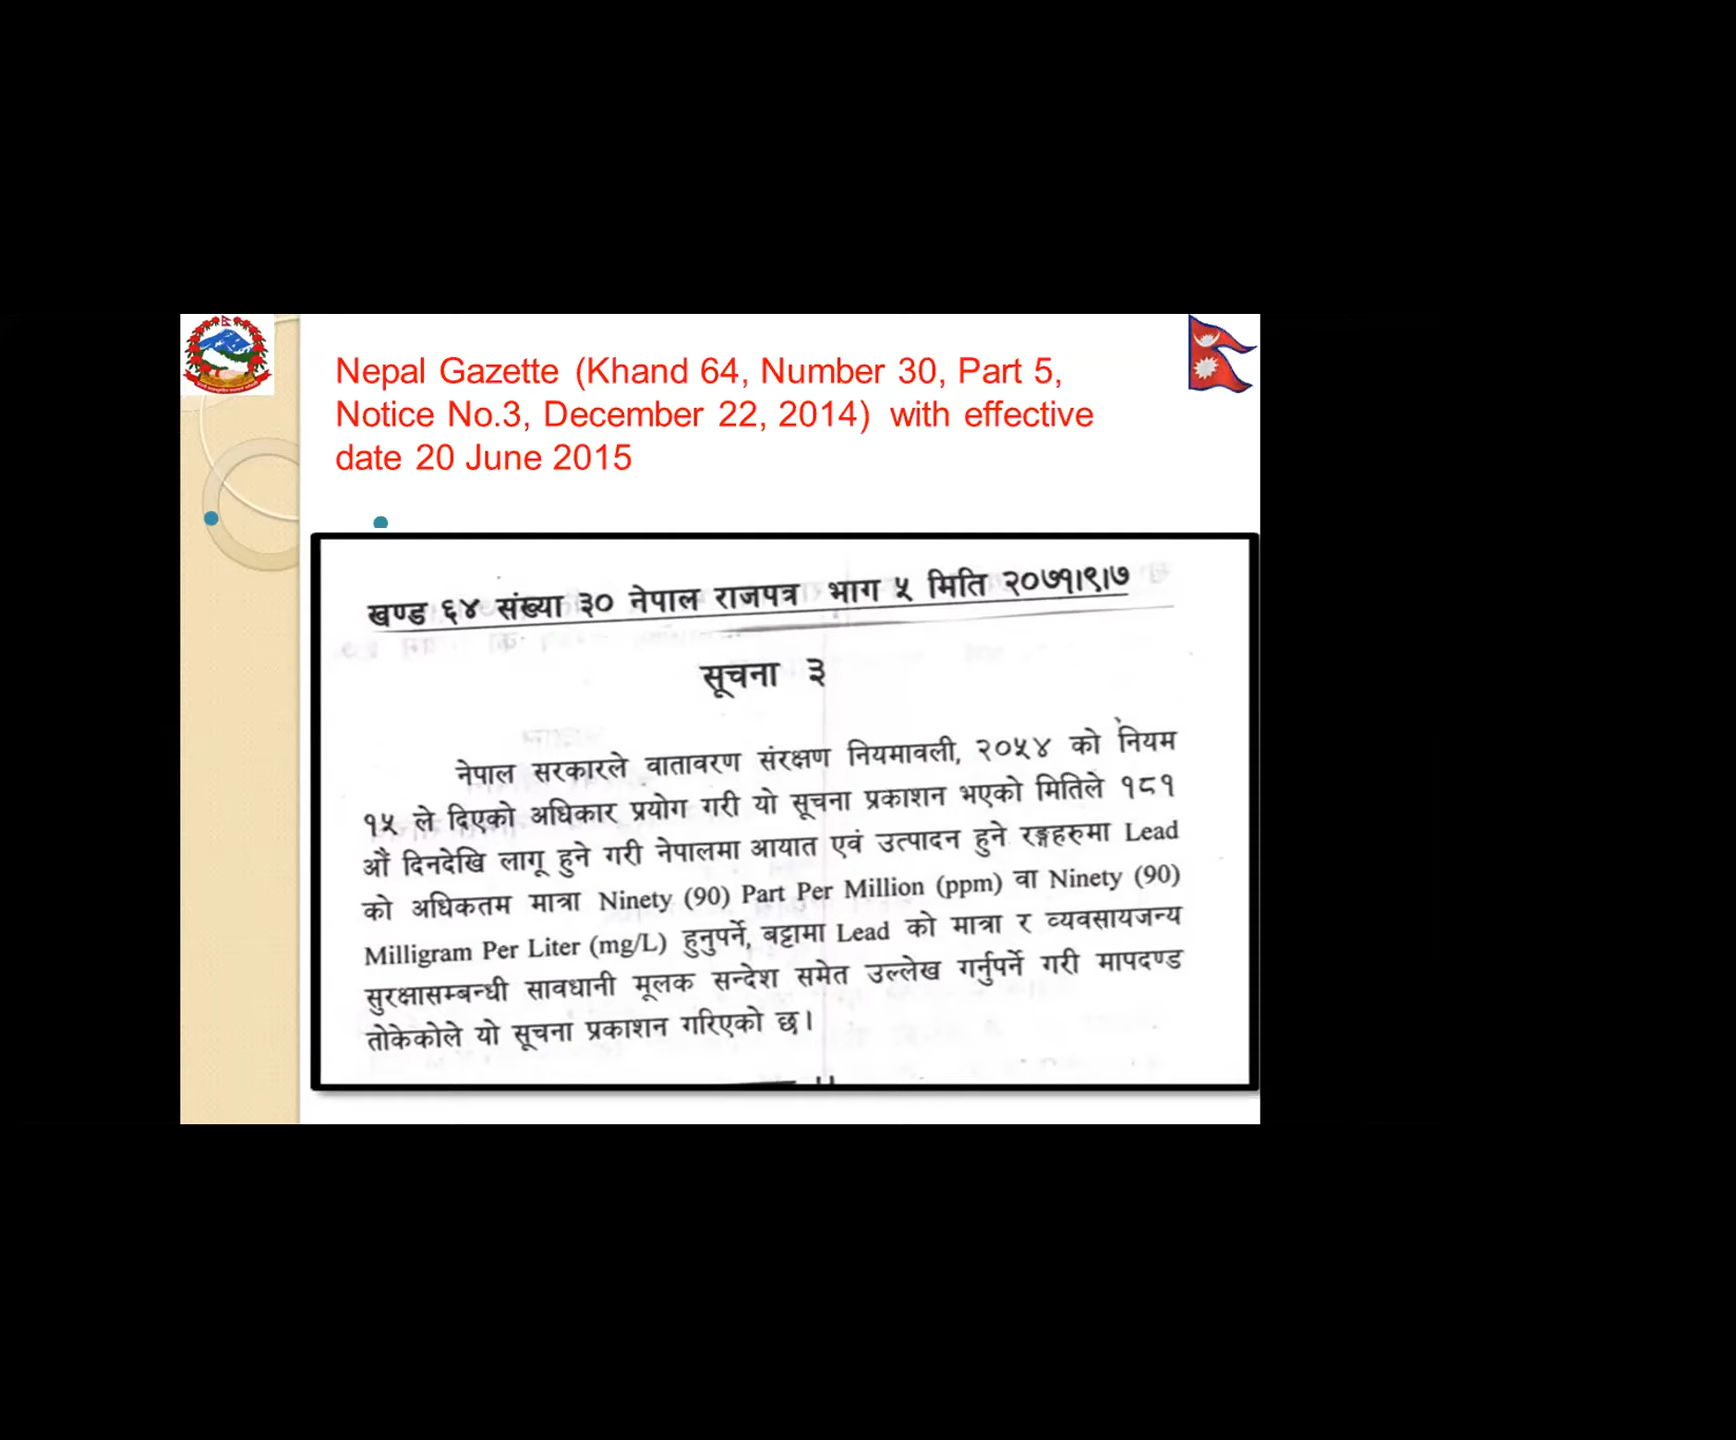 Nepal Gazette (Khand 64, Number 30, Part 5,
Notice No.3, December 22, 2014) with effective
date 20 June 2015
खण्ड ६४ संख्या ३० नेपाल राजपत्र भाग ५ मिति २०७१।९।७
सूचना ३
नेपाल सरकारले वातावरण संरक्षण नियमावली, २०५४ को नियम
१५ ले दिएको अधिकार प्रयोग गरी यो सूचना प्रकाशन भएको मितिले १८१
औं दिनदेखि लागू हुने गरी नेपालमा आयात एवं उत्पादन हुने रङ्गहरुमा Lead
को अधिकतम मात्रा Ninety (90) Part Per Million (ppm) वा Ninety (90)
Milligram Per Liter (mg/L) हुनुपर्ने, बट्टामा Lead को मात्रा र व्यवसायजन्य
सुरक्षासम्बन्धी सावधानी मूलक सन्देश समेत उल्लेख गर्नुपर्ने गरी मापदण्ड
तोकेकोले यो सूचना प्रकाशन गरिएको छ।